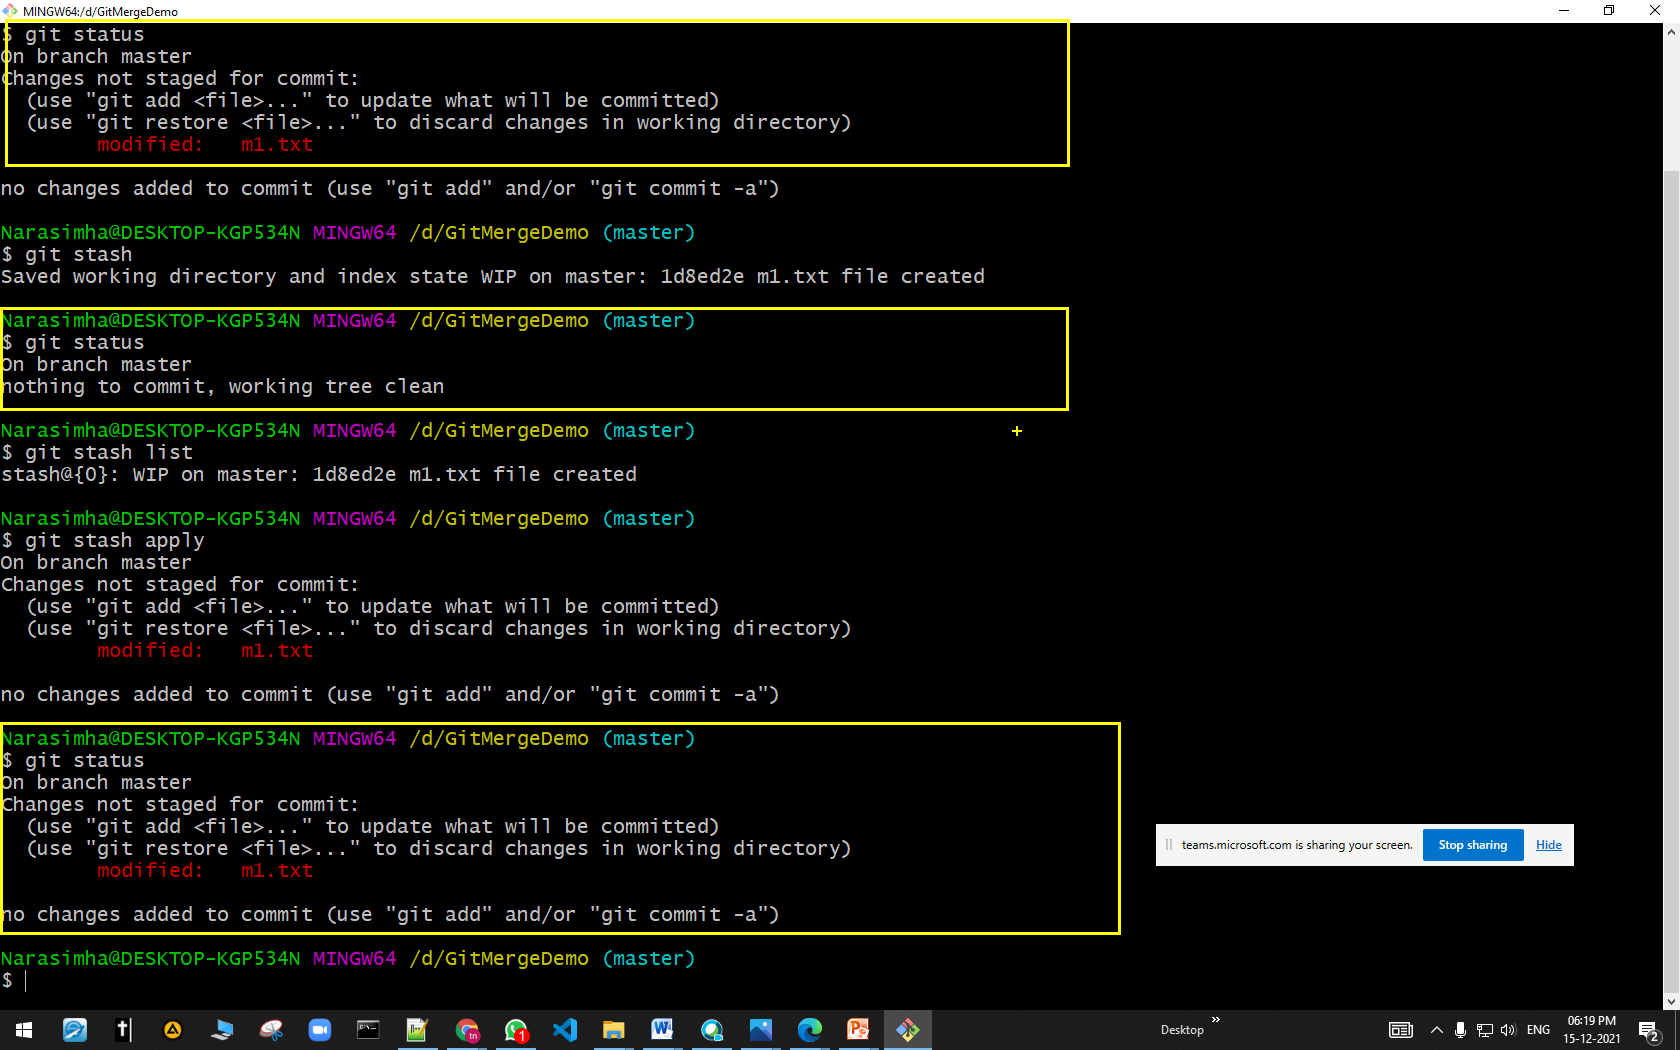 MINGW64:/d/GitMergeDemo
$ git status
On branch master
Changes not staged for commit:
  (use "git add <file>..." to update what will be committed)
  (use "git restore <file>..." to discard changes in working directory)
        modified:   m1.txt

no changes added to commit (use "git add" and/or "git commit -a")

Narasimha@DESKTOP-KGP534N MINGW64 /d/GitMergeDemo (master)
$ git stash
Saved working directory and index state WIP on master: 1d8ed2e m1.txt file created

Narasimha@DESKTOP-KGP534N MINGW64 /d/GitMergeDemo (master)
$ git status
On branch master
nothing to commit, working tree clean

Narasimha@DESKTOP-KGP534N MINGW64 /d/GitMergeDemo (master)
$ git stash list
stash@{0}: WIP on master: 1d8ed2e m1.txt file created

Narasimha@DESKTOP-KGP534N MINGW64 /d/GitMergeDemo (master)
$ git stash apply
On branch master
Changes not staged for commit:
  (use "git add <file>..." to update what will be committed)
  (use "git restore <file>..." to discard changes in working directory)
        modified:   m1.txt

no changes added to commit (use "git add" and/or "git commit -a")

Narasimha@DESKTOP-KGP534N MINGW64 /d/GitMergeDemo (master)
$ git status
On branch master
Changes not staged for commit:
  (use "git add <file>..." to update what will be committed)
  (use "git restore <file>..." to discard changes in working directory)
        modified:   m1.txt

no changes added to commit (use "git add" and/or "git commit -a")

Narasimha@DESKTOP-KGP534N MINGW64 /d/GitMergeDemo (master)
$
teams.microsoft.com is sharing your screen. Stop sharing Hide
Desktop
ENG
06:19 PM
15-12-2021
2
tn
1